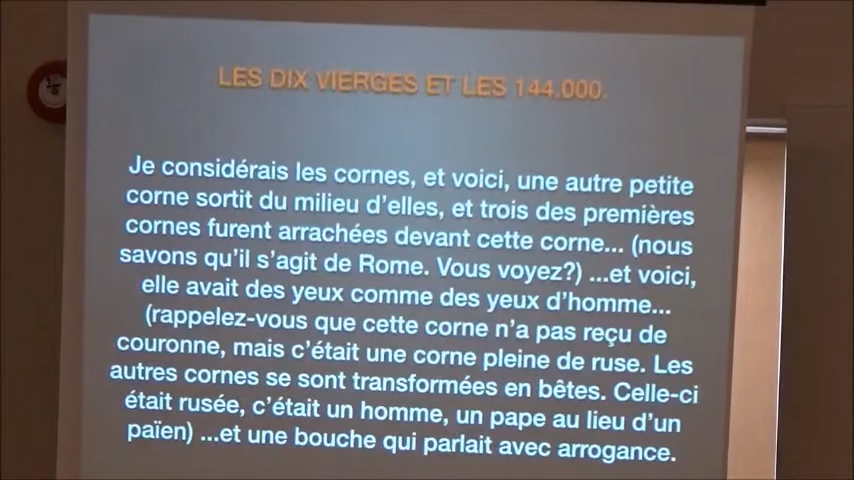 LES DIX VIERGES ET LES 144.000.
Je considérais les cornes, et voici, une autre petite
corne sortit du milieu d'elles, et trois des premières
cornes furent arrachées devant cette corne... (nous
savons qu'il s'agit de Rome. Vous voyez?) ...et voici,
elle avait des yeux comme des yeux d'homme...
(rappelez-vous que cette corne n'a pas reçu de
couronne, mais c'était une corne pleine de ruse. Les
autres cornes se sont transformées en bêtes. Celle-ci
était rusée, c'était un homme, un pape au lieu d'un
païen) ...et une bouche qui parlait avec arrogance.